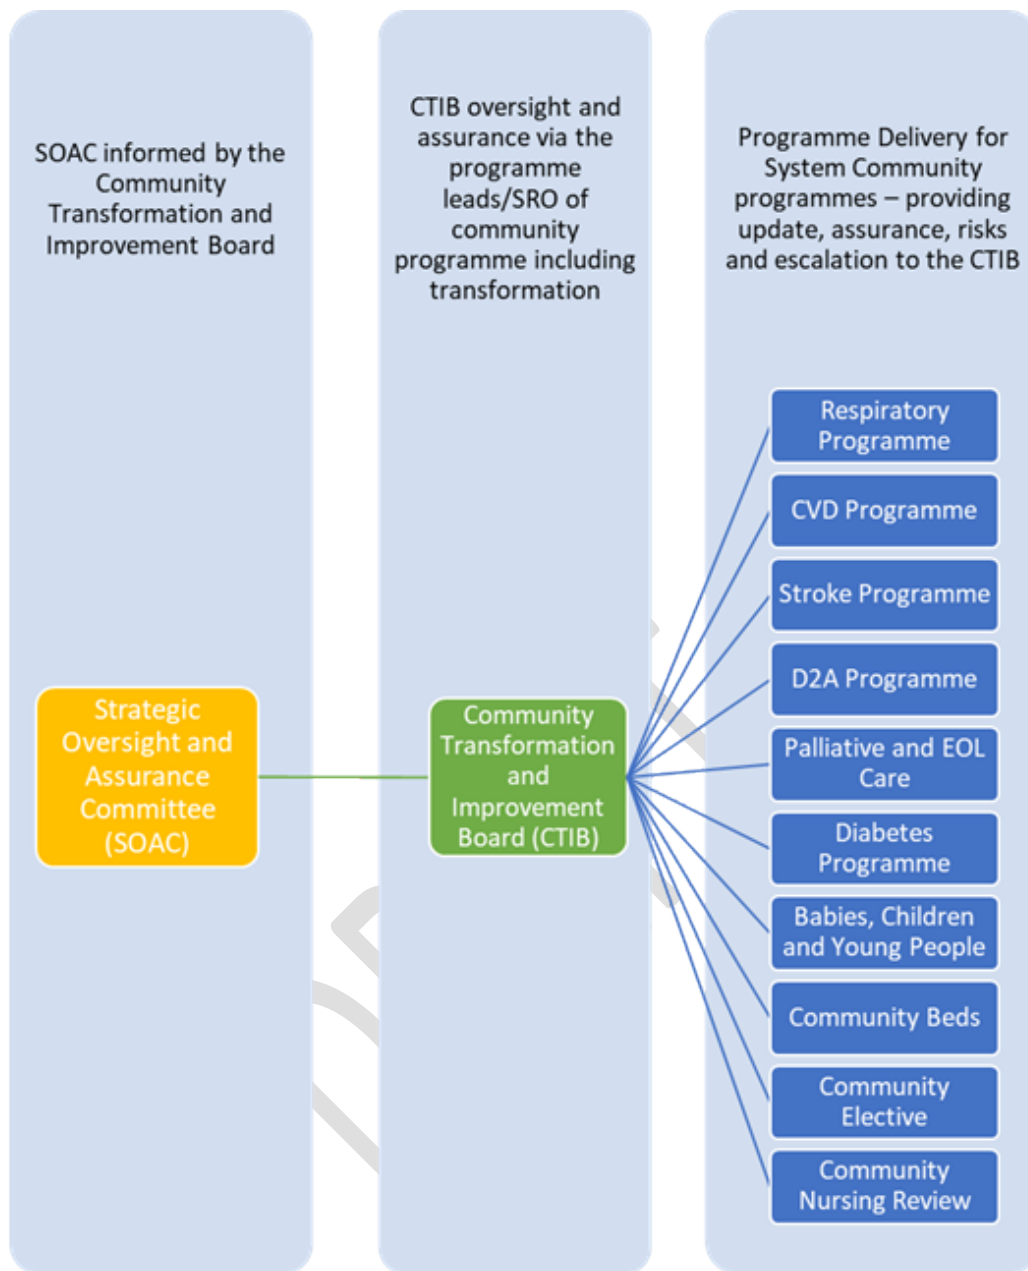 SOAC informed by the
Community
Transformation and
Improvement Board
CTIB oversight and
assurance via the
programme
leads/SRO of
community
programme including
transformation
Programme Delivery for
System Community
programmes – providing
update, assurance, risks
and escalation to the CTIB
Strategic
Oversight and
Assurance
Committee
(SOAC)
Community
Transformation
and
Improvement
Board (CTIB)
Respiratory
Programme
CVD Programme
Stroke Programme
D2A Programme
Palliative and EOL
Care
Diabetes
Programme
Babies, Children
and Young People
Community Beds
Community
Elective
Community
Nursing Review